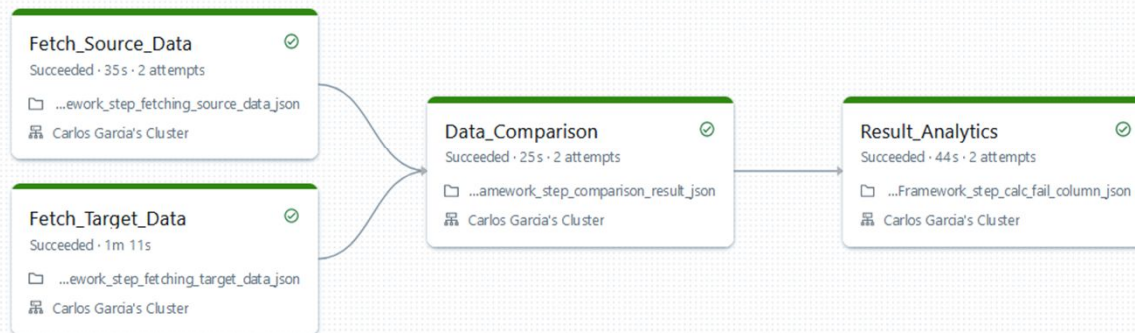 Fetch_Source_Data
Succeeded · 35s · 2 attempts
...ework_step_fetching_source_data_json
Carlos Garcia's Cluster
Fetch_Target_Data
Succeeded · 1m 11s
...ework_step_fetching_target_data_json
Carlos Garcia's Cluster
Data_Comparison
Succeeded · 25s · 2 attempts
...amework_step_comparison_result_json
Carlos Garcia's Cluster
Result_Analytics
Succeeded · 44s · 2 attempts
...Framework_step_calc_fail_column_json
Carlos Garcia's Cluster